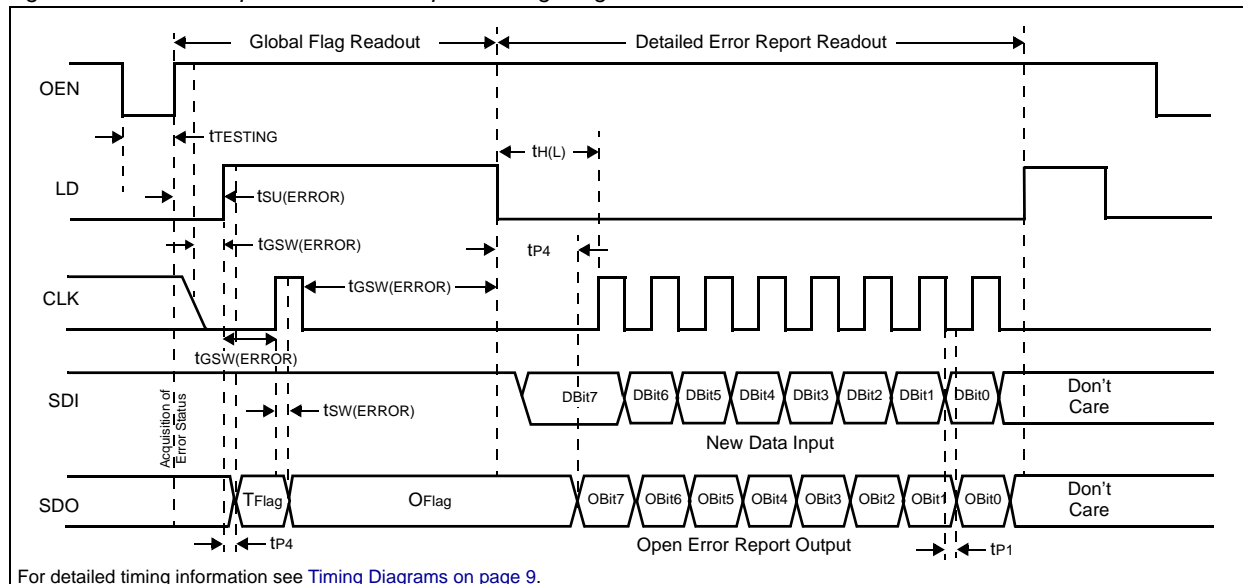 Global Flag Readout
Detailed Error Report Readout
OEN
tTESTING
tH(L)
LD
tSU(ERROR)
tGSW(ERROR)
tP4
CLK
tGSW(ERROR)
tGSW(ERROR)
SDI
DBit7
DBit6
DBit5
DBit4
DBit3
DBit2
DBit1
DBit0
Don't
Care
tSW(ERROR)
Acquisition of
Error Status
New Data Input
SDO
TFlag
OFlag
OBit7
OBit6
OBit5
OBit4
OBit3
OBit2
OBit1
OBit0
Don't
Care
tP4
Open Error Report Output
tP1
For detailed timing information see Timing Diagrams on page 9.